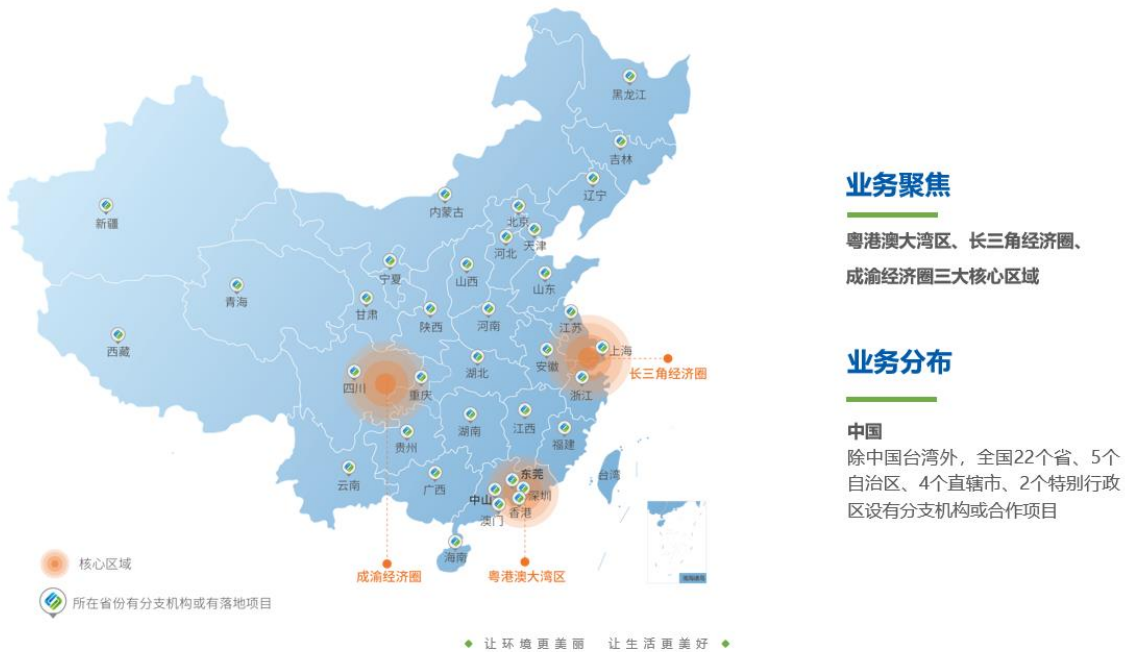 黑龙江
吉林
辽宁
内蒙古
北京
天津
河北
新疆
宁夏
山西
山东
青海
甘肃
陕西
河南
江苏
西藏
上海
安徽
湖北
长三角经济圈
四川
重庆
浙江
湖南
江西
贵州
福建
云南
广西
东莞
台湾
中山
深圳
香港
澳门
海南
成渝经济圈
粤港澳大湾区
核心区域
所在省份有分支机构或有落地项目
业务聚焦
粤港澳大湾区、长三角经济圈、
成渝经济圈三大核心区域
业务分布
中国
除中国台湾外，全国22个省、5个
自治区、4个直辖市、2个特别行政
区设有分支机构或合作项目
让环境更美丽 让生活更美好